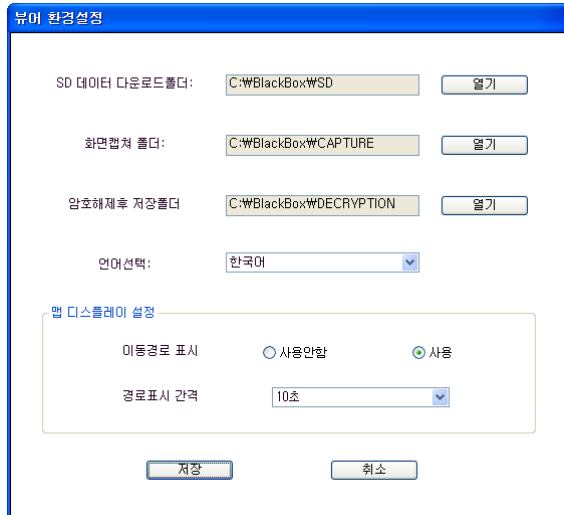 뷰어 환경설정
SD 데이터 다운로드폴더: C:₩BlackBox₩SD 열기
화면캡쳐 폴더: C:₩BlackBox₩CAPTURE 열기
암호해제후 저장폴더 C:₩BlackBox₩DECRYPTION 열기
언어선택: 한국어
맵 디스플레이 설정
이동경로 표시 사용안함 사용
경로표시 간격 10초
저장 취소